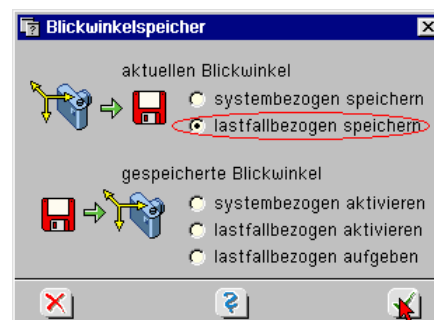 Blickwinkelspeicher
aktuellen Blickwinkel
systembezogen speichern
lastfallbezogen speichern
gespeicherte Blickwinkel
systembezogen aktivieren
lastfallbezogen aktivieren
lastfallbezogen aufgeben